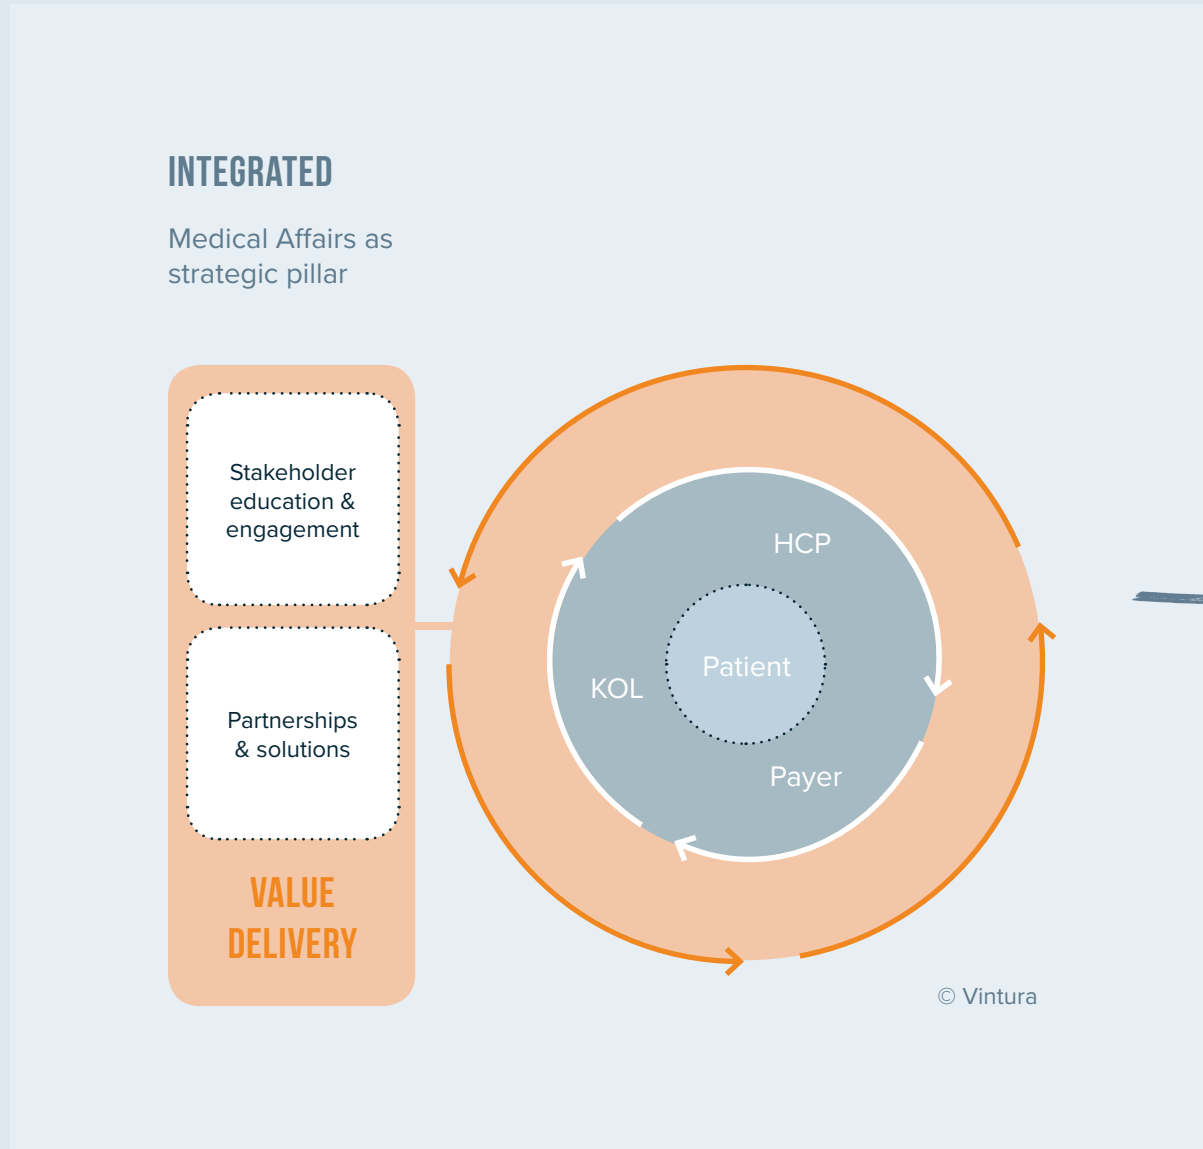 INTEGRATED
Medical Affairs as
strategic pillar
Stakeholder
education &
engagement
Partnerships
& solutions
VALUE
DELIVERY
HCP
Patient
KOL
Payer
© Vintura